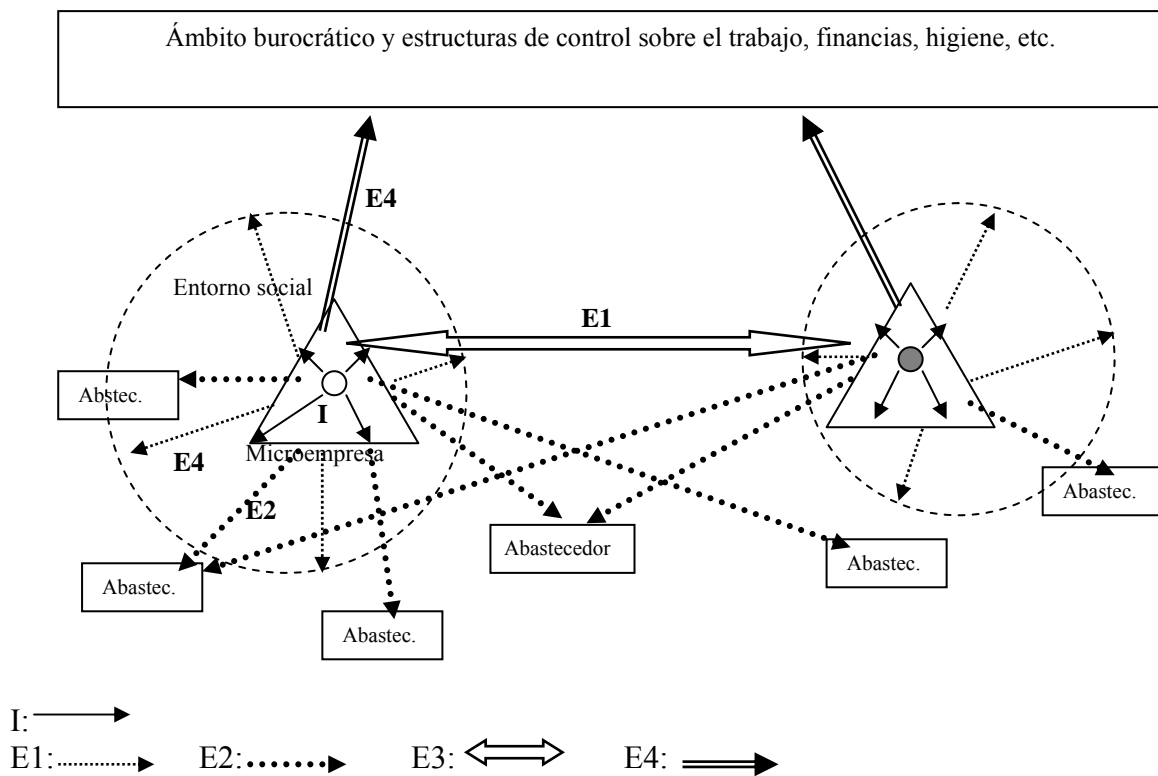 Ámbito burocrático y estructuras de control sobre el trabajo, financias, higiene, etc.
E4
Entorno social
E1
Abstec.
I
Microempresa
E4
E2
Abastec.
Abastecedor
Abastec.
Abastec.
Abastec.
I:
E1: E2: E3: E4: